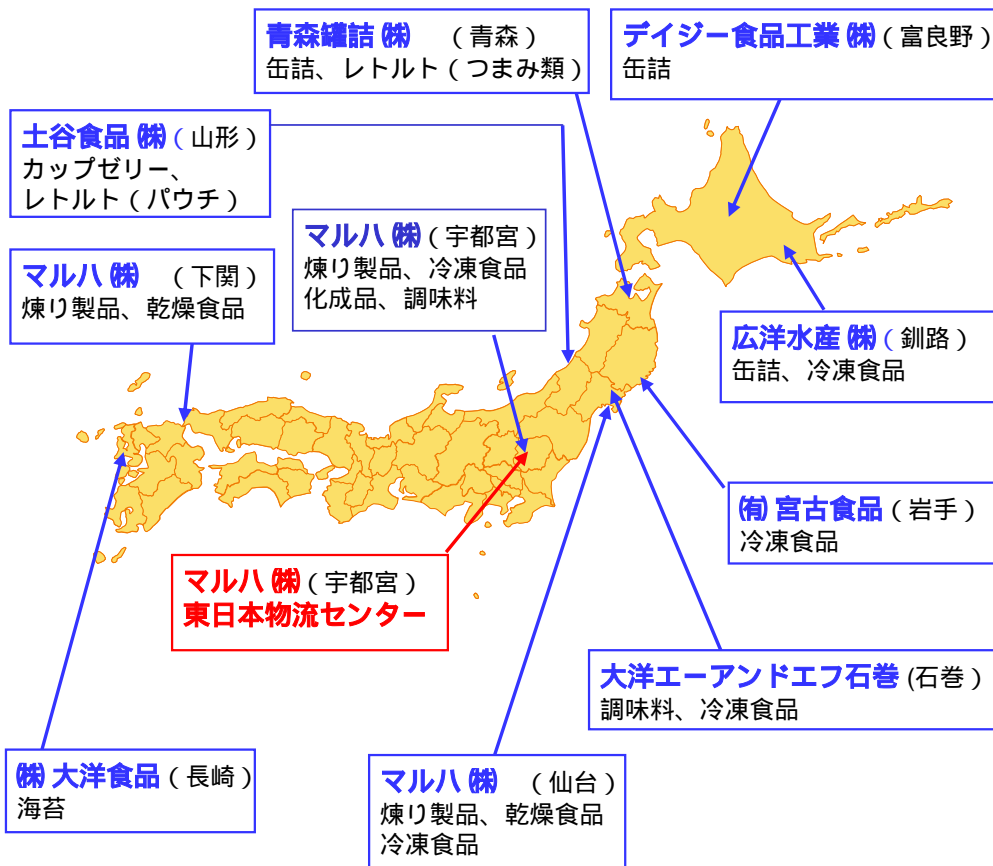 青森罐詰㈱ （青森）
缶詰、レトルト（つまみ類）
デイジー食品工業㈱（富良野）
缶詰
土谷食品㈱（山形）
カップゼリー、
レトルト（パウチ）
マルハ㈱（宇都宮）
煉り製品、冷凍食品
化成品、調味料
マルハ㈱ （下関）
煉り製品、乾燥食品
広洋水産㈱（釧路）
缶詰、冷凍食品
㈲宮古食品（岩手）
冷凍食品
マルハ㈱（宇都宮）
東日本物流センター
大洋エーアンドエフ石巻(石巻）
調味料、冷凍食品
㈱大洋食品（長崎）
海苔
マルハ㈱ （仙台）
煉り製品、乾燥食品
冷凍食品